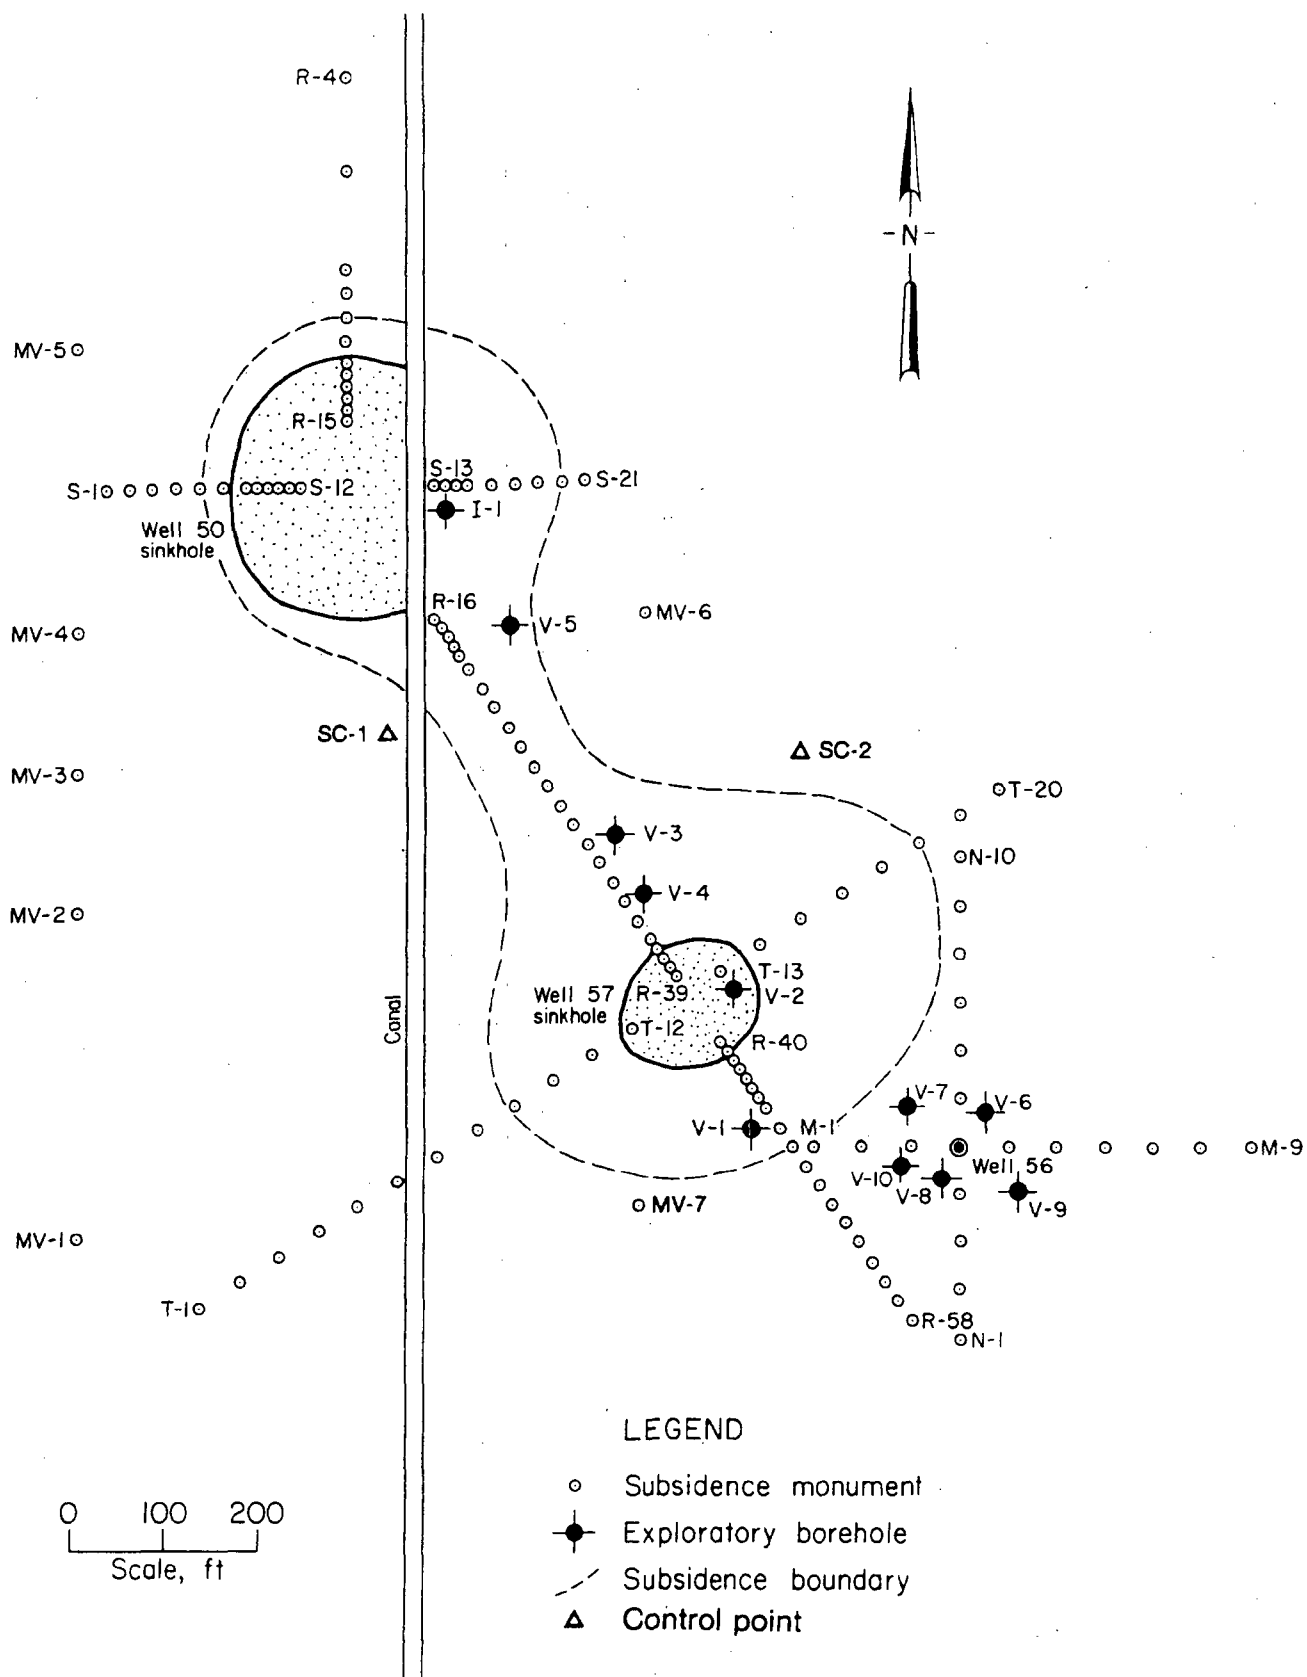 R-4
-N-
MV-5
R-15
S-1
S-12
S-13
S-21
I-1
Well 50
sinkhole
R-16
MV-6
V-5
MV-4
SC-1
SC-2
MV-3
T-20
V-3
N-10
V-4
MV-2
T-13
V-2
R-39
Well 57
sinkhole
T-12
Canal
R-40
V-7
V-6
V-1
M-1
M-9
Well 56
V-10
V-8
V-9
MV-7
MV-1
T-1
R-58
N-1
LEGEND
Subsidence monument
Exploratory borehole
Subsidence boundary
Control point
0 100 200
Scale, ft